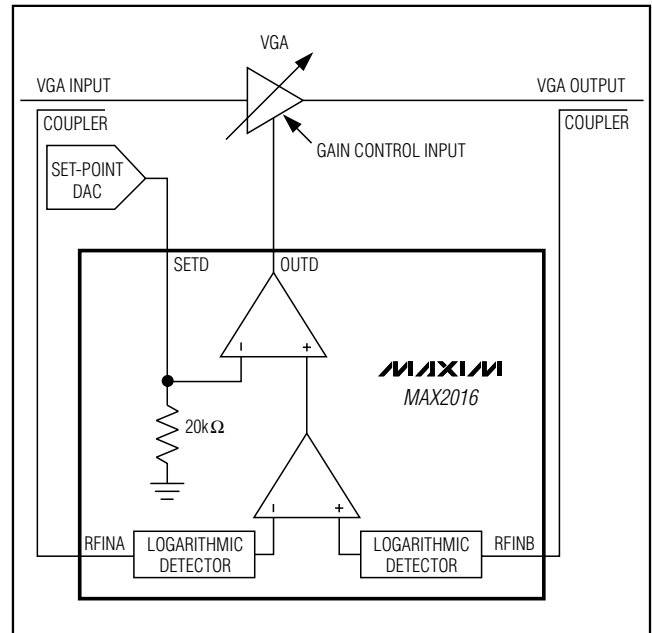 VGA
VGA INPUT
VGA OUTPUT
COUPLER
COUPLER
GAIN CONTROL INPUT
SET-POINT
DAC
SETD
OUTD
−
+
MAXIM
MAX2016
20kΩ
−
+
RFINA
LOGARITHMIC
DETECTOR
LOGARITHMIC
DETECTOR
RFINB